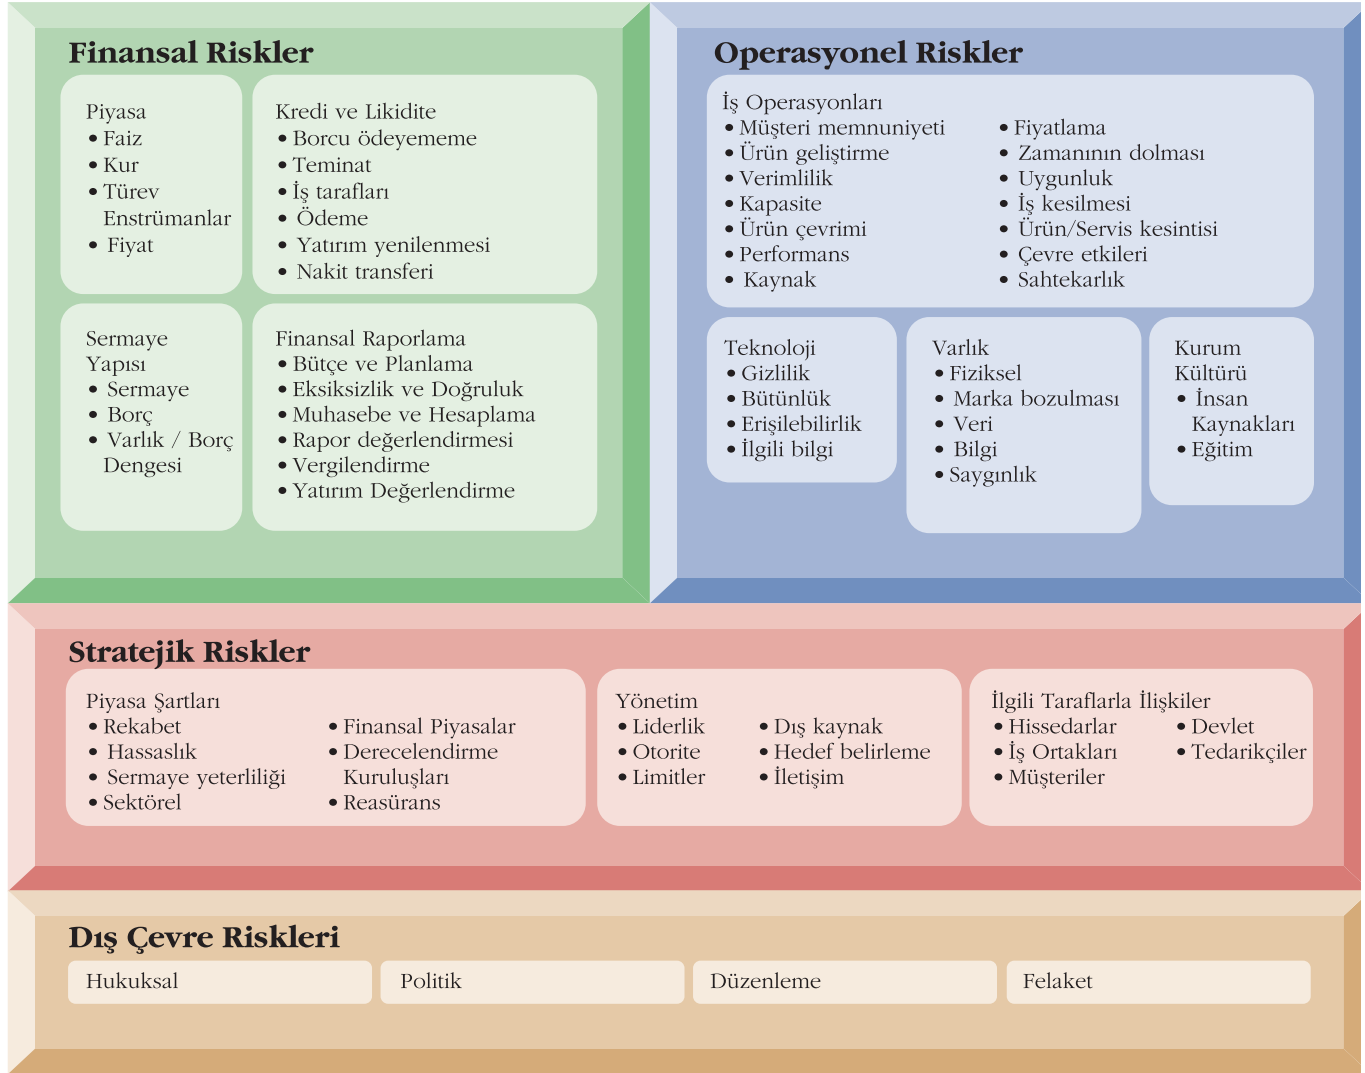 Finansal Riskler
Piyasa
• Faiz
• Kur
• Türev
Enstrümanlar
• Fiyat
Kredi ve Likidite
• Borcu ödeyememe
• Teminat
• İş tarafları
• Ödeme
• Yatırım yenilenmesi
• Nakit transferi
Sermaye
Yapısı
• Sermaye
• Borç
• Varlık / Borç
Dengesi
Finansal Raporlama
• Bütçe ve Planlama
• Eksiksizlik ve Doğruluk
• Muhasebe ve Hesaplama
• Rapor değerlendirmesi
• Vergilendirme
• Yatırım Değerlendirme
Operasyonel Riskler
İş Operasyonları
• Müşteri memnuniyeti
• Ürün geliştirme
• Verimlilik
• Kapasite
• Ürün çevrimi
• Performans
• Kaynak
• Fiyatlama
• Zamanının dolması
• Uygunluk
• İş kesilmesi
• Ürün/Servis kesintisi
• Çevre etkileri
• Sahtekarlık
Teknoloji
• Gizlilik
• Bütünlük
• Erişilebilirlik
• İlgili bilgi
Varlık
• Fiziksel
• Marka bozulması
• Veri
• Bilgi
• Saygınlık
Kurum
Kültürü
• İnsan
Kaynakları
• Eğitim
Stratejik Riskler
Piyasa Şartları
• Rekabet
• Hassaslık
• Sermaye yeterliliği
• Sektörel
• Finansal Piyasalar
• Derecelendirme
Kuruluşları
• Reasürans
Yönetim
• Liderlik
• Otorite
• Limitler
• Dış kaynak
• Hedef belirleme
• İletişim
İlgili Taraflarla İlişkiler
• Hissedarlar
• İş Ortakları
• Müşteriler
• Devlet
• Tedarikçiler
Dış Çevre Riskleri
Hukuksal
Politik
Düzenleme
Felaket